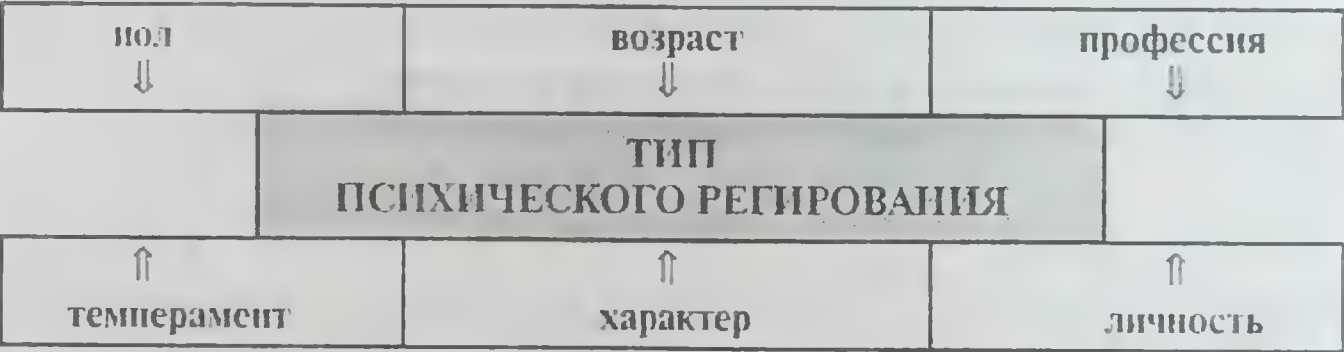 пол
возраст
профессия
⇓
⇓
⇓
ТИП
ПСИХИЧЕСКОГО РЕГИРОВАНИЯ
⇑
⇑
⇑
темперамент
характер
личность